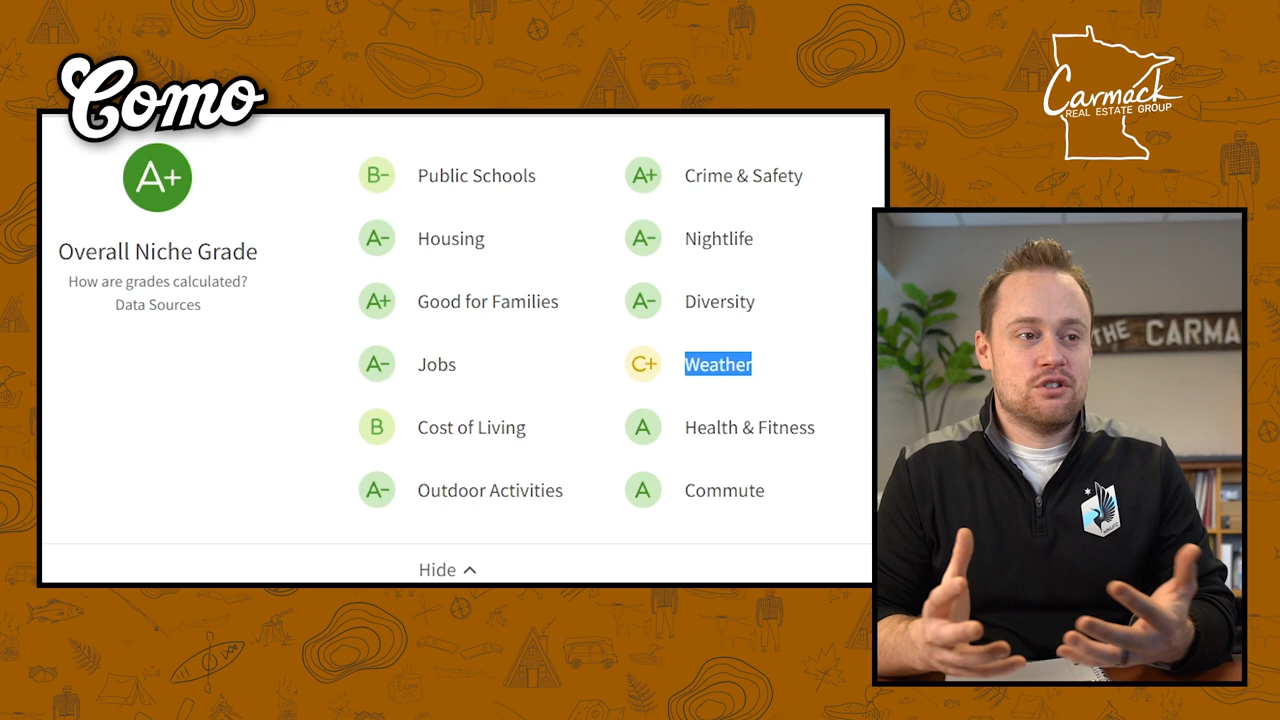 Como
Carmack
REAL ESTATE GROUP
A+
Overall Niche Grade
How are grades calculated?
Data Sources
B- Public Schools
A+ Crime & Safety
A- Housing
A- Nightlife
A+ Good for Families
A- Diversity
A- Jobs
C+ Weather
B Cost of Living
A Health & Fitness
A- Outdoor Activities
A Commute
Hide
THE CARMA